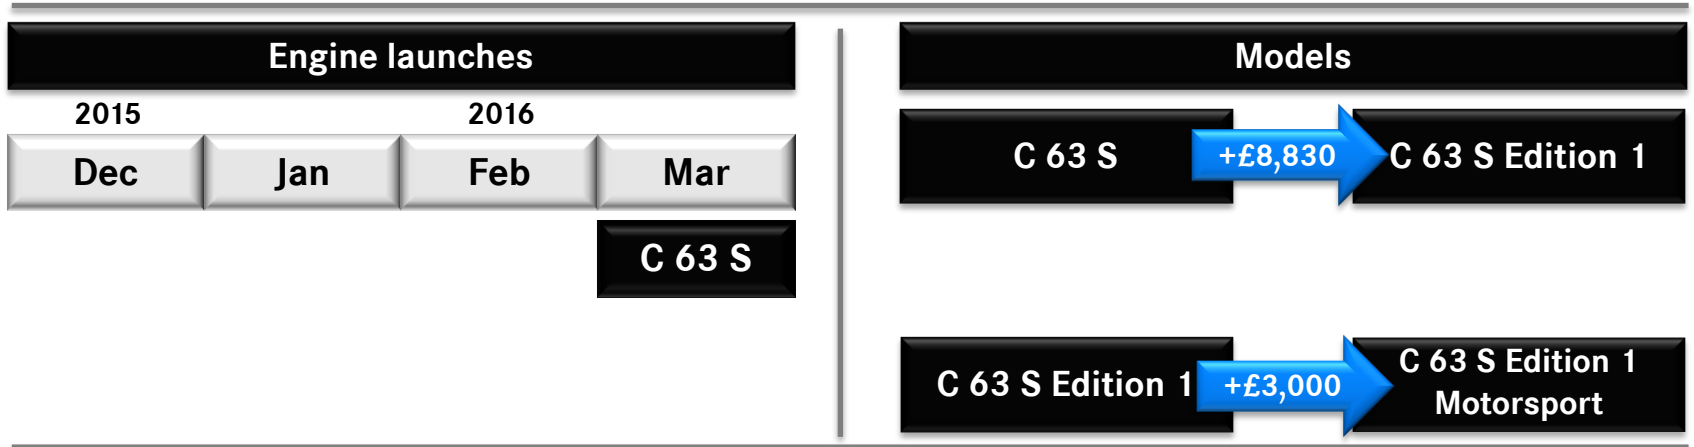 Engine launches
2015
2016
Dec
Jan
Feb
Mar
C 63 S
Models
C 63 S
+£8,830
C 63 S Edition 1
C 63 S Edition 1
+£3,000
C 63 S Edition 1
Motorsport